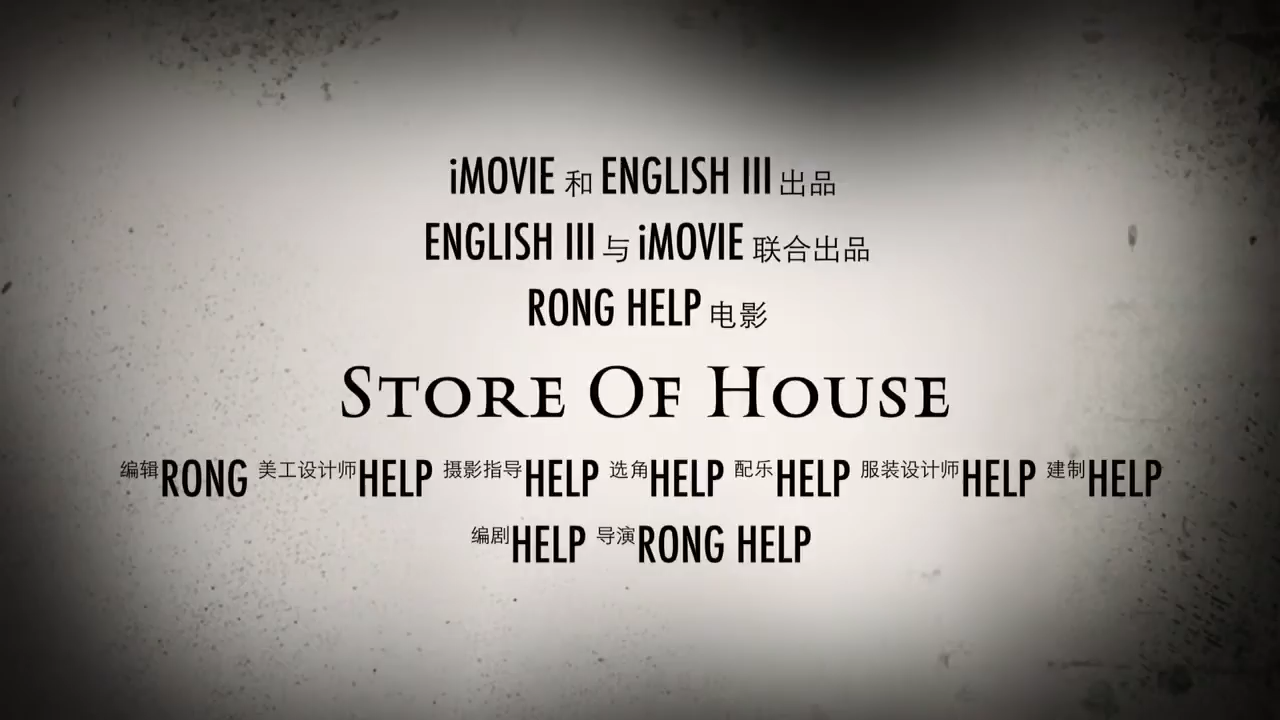 iMOVIE 和 ENGLISH III 出品
ENGLISH III 与 iMOVIE 联合出品
RONG HELP 电影
STORE OF HOUSE
编辑RONG 美工设计师HELP 摄影指导HELP 选角HELP 配乐HELP 服装设计师HELP 建制HELP
编剧HELP 导演RONG HELP